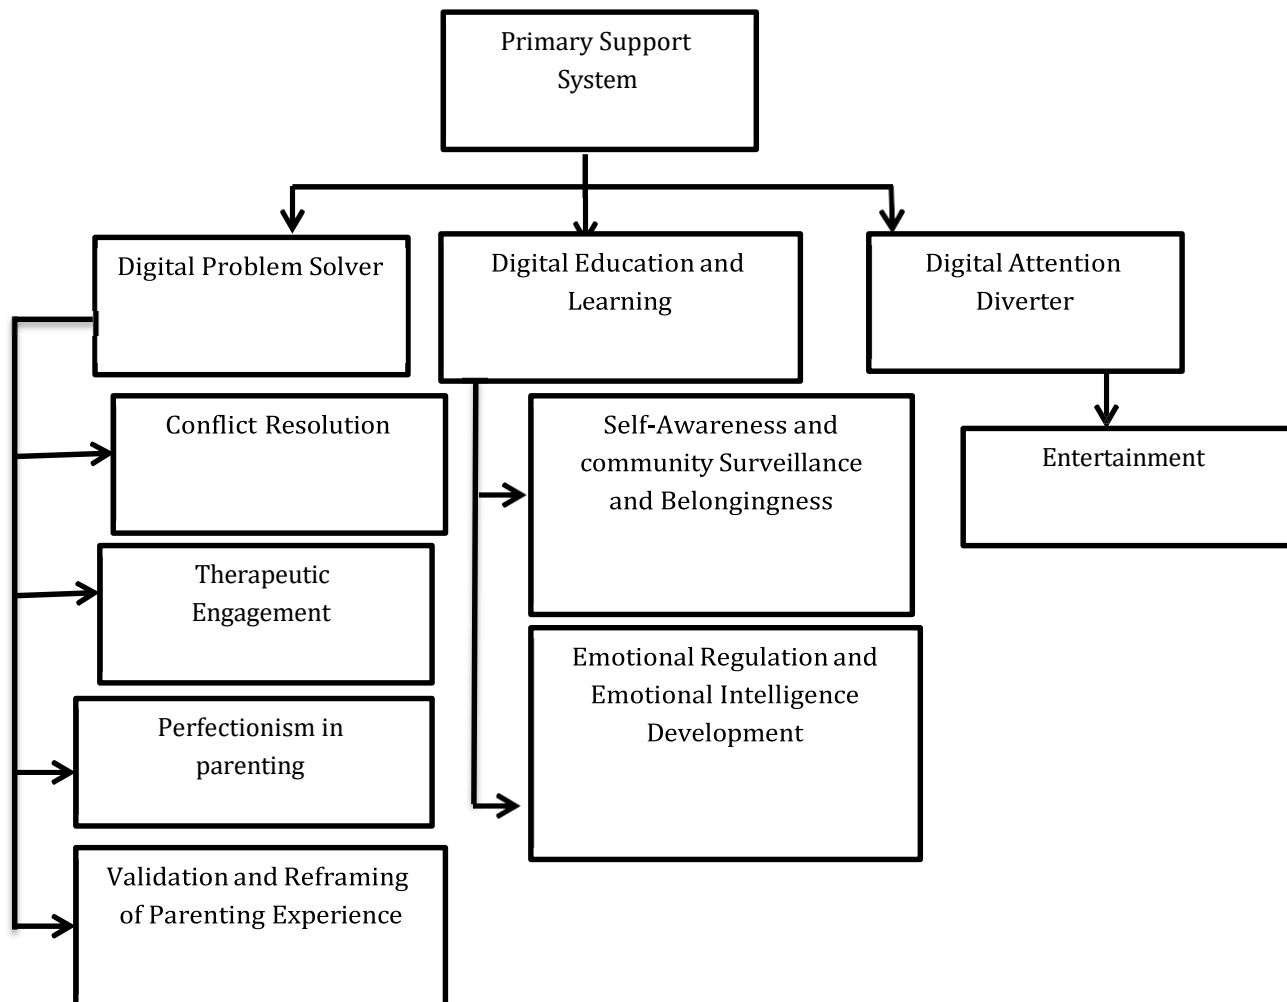 Primary Support
System
Digital Problem Solver
Digital Education and
Learning
Digital Attention
Diverter
Conflict Resolution
Therapeutic
Engagement
Perfectionism in
parenting
Validation and Reframing
of Parenting Experience
Self-Awareness and
community Surveillance
and Belongingness
Emotional Regulation and
Emotional Intelligence
Development
Entertainment